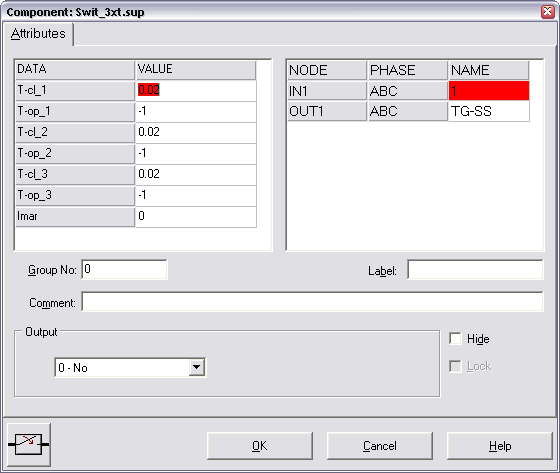 Component: Swit_3xt.sup
Attributes
DATA VALUE
T-cl_1 0.02
T-op_1 -1
T-cl_2 0.02
T-op_2 -1
T-cl_3 0.02
T-op_3 -1
Imar 0
NODE PHASE NAME
IN1 ABC 1
OUT1 ABC TG-SS
Group No: 0
Label:
Comment:
Output
0 - No
Hide
Lock
OK Cancel Help